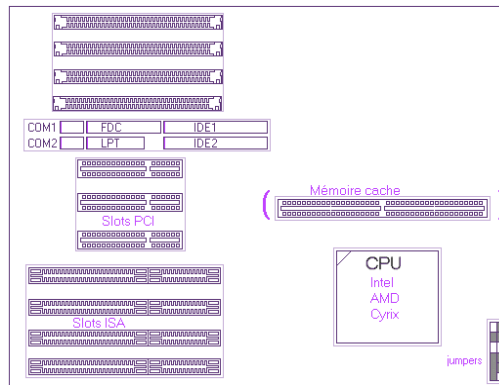 COM1 FDC IDE1
COM2 LPT IDE2
Slots PCI
Mémoire cache
CPU
Intel
AMD
Cyrix
Slots ISA
jumpers